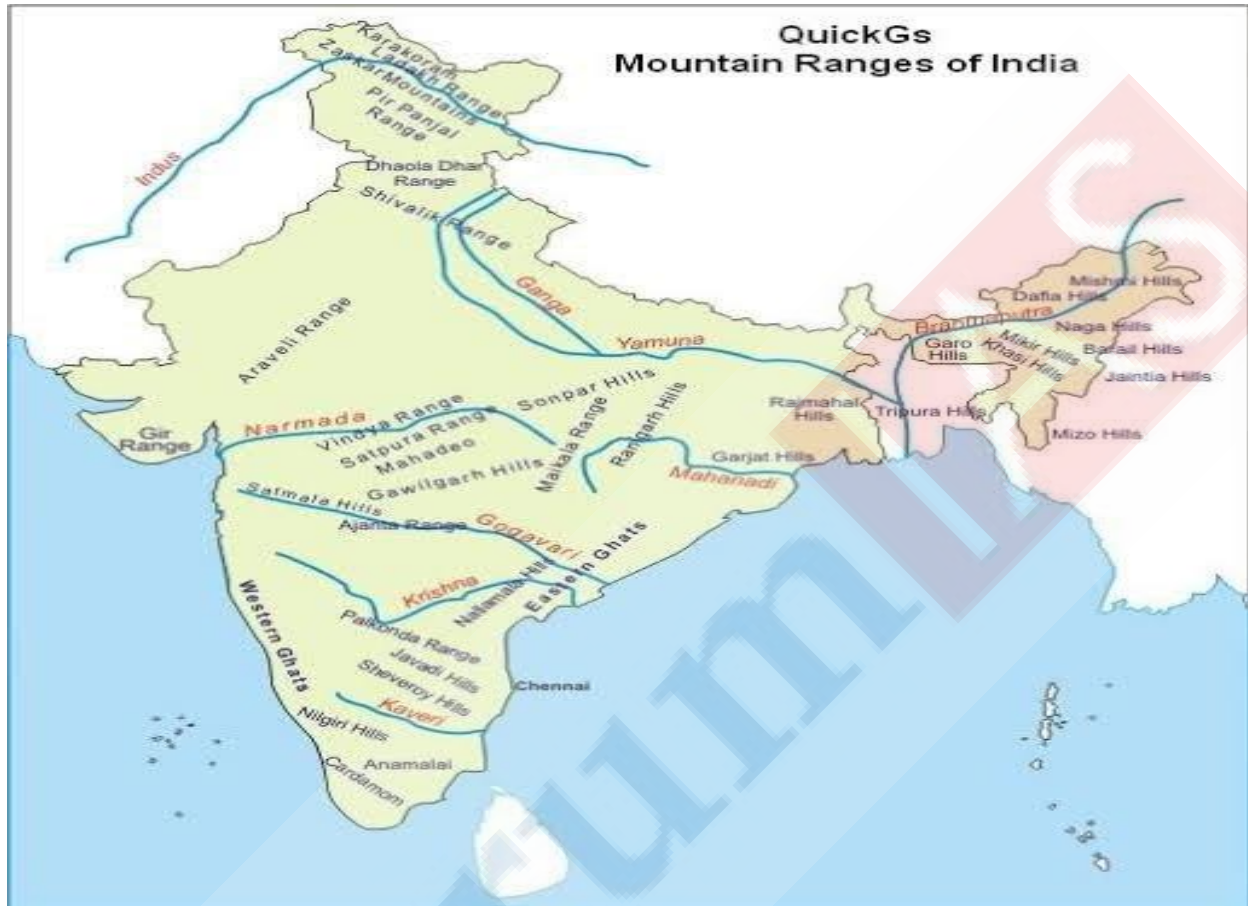 QuickGs
Mountain Ranges of India
Karakoram
Ladakh Range
Zaskar Mountains
Pir Panjal
Range
Indus
Dhaola Dhar
Range
Shivalik Range
Ganga
Yamuna
Araveli Range
Mishmi Hills
Dafla Hills
Brahmaputra
Naga Hills
Garo
Hills
Mikir Hills
Khasi Hills
Barail Hills
Jaintia Hills
Rajmahal
Hills
Tripura Hills
Mizo Hills
Gir
Range
Narmada
Vindya Range
Sonpar Hills
Satpura Range
Mahadeo
Gawilgarh Hills
Maikala Range
Ramgarh Hills
Garjat Hills
Mahanadi
Satmala Hills
Ajanta Range
Gogavari
Eastern Ghats
Krishna
Nallamala Hills
Western Ghats
Palkonda Range
Javadi Hills
Sheveroy Hills
Chennai
Kaveri
Nilgiri Hills
Anamalai
Cardamom
rum
IAS